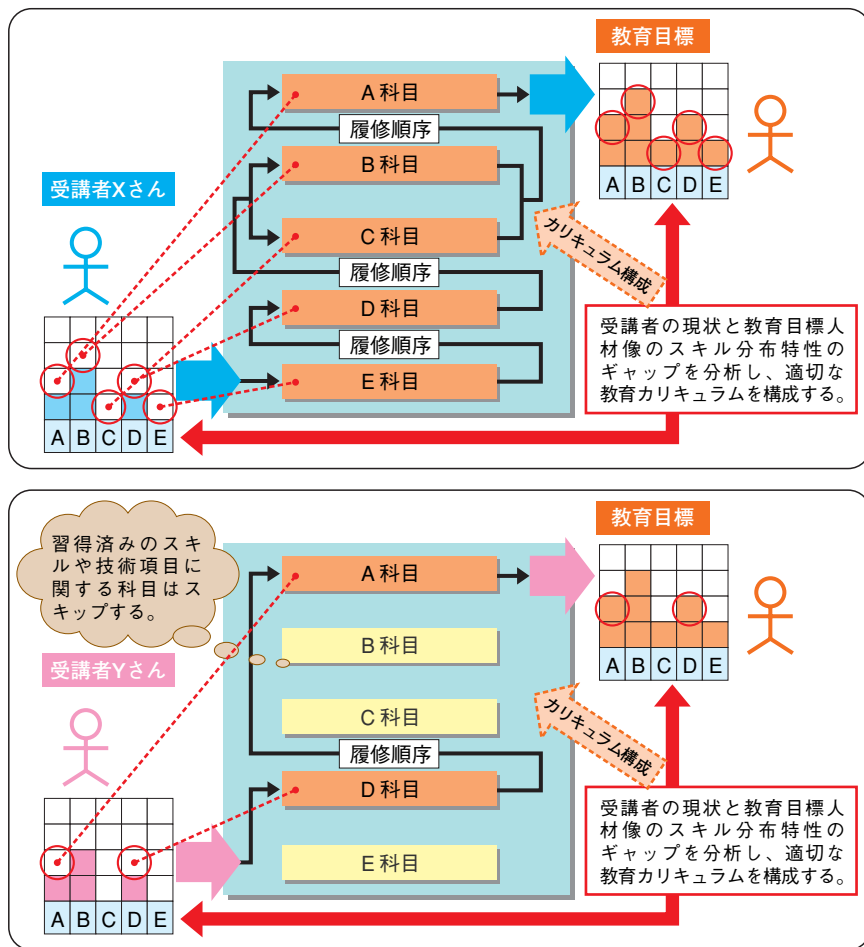 教育目標
A 科目
履修順序
B 科目
受講者Xさん
C 科目
履修順序
D 科目
履修順序
E 科目
A B C D E
A B C D E
カリキュラム構成
受講者の現状と教育目標人
材像のスキル分布特性の
ギャップを分析し、適切な
教育カリキュラムを構成する。
教育目標
習得済みのスキ
ルや技術項目に
関する科目はス
キップする。
A 科目
B 科目
受講者Yさん
C 科目
履修順序
D 科目
E 科目
A B C D E
A B C D E
カリキュラム構成
受講者の現状と教育目標人
材像のスキル分布特性の
ギャップを分析し、適切な
教育カリキュラムを構成する。